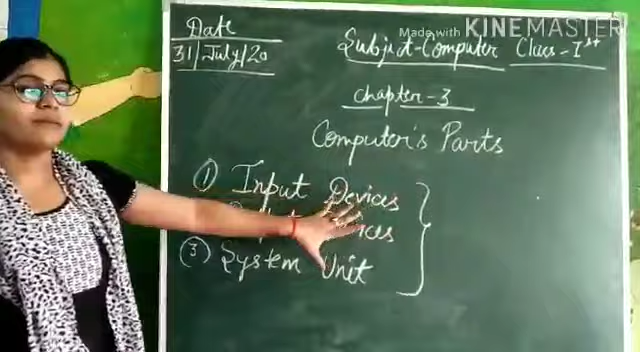 Made with KINEMASTER
Date
31/July/20
Subject-Computer Class-Ist
Chapter-3
Computer's Parts
(1) Input Devices
(3) System Unit